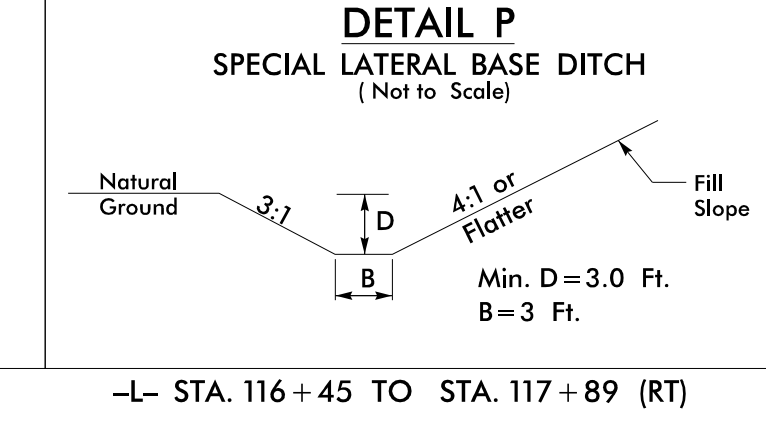 DETAIL P
SPECIAL LATERAL BASE DITCH
( Not to Scale)
Natural
Ground
3:1
D
B
4:1 or
Flatter
Fill
Slope
Min. D=3.0 Ft.
B=3 Ft.
-L- STA. 116+45 TO STA. 117+89 (RT)